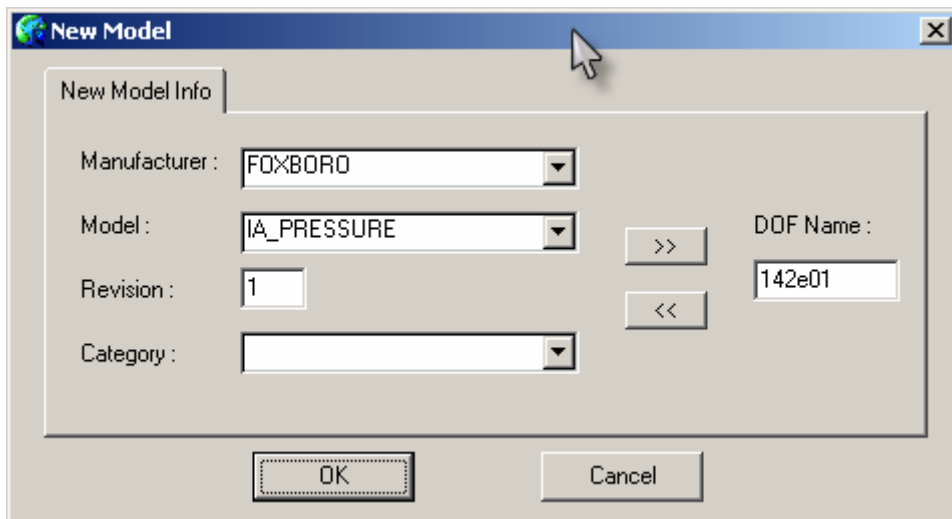 New Model
New Model Info
Manufacturer : FOXBORO
Model : IA_PRESSURE
Revision : 1
Category :
>>
<<
DOF Name :
142e01
OK Cancel